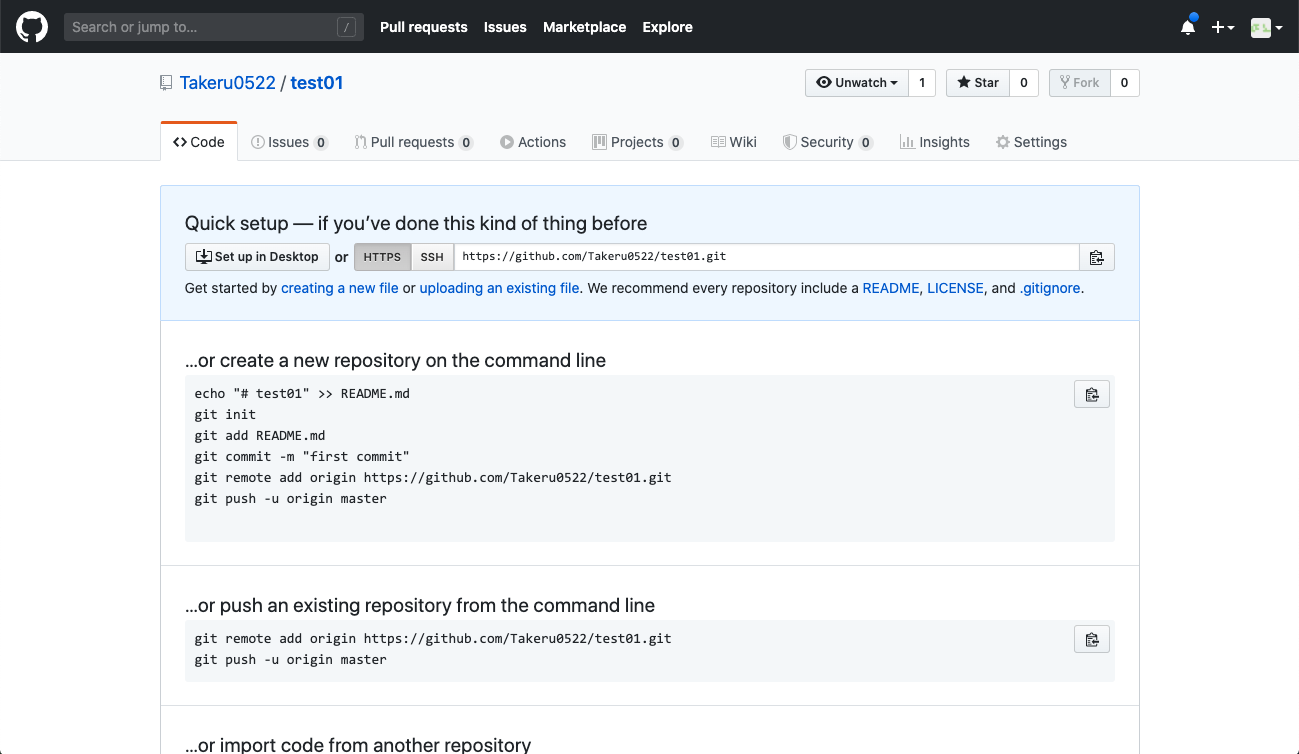 Search or jump to... / Pull requests Issues Marketplace Explore
Takeru0522 / test01 Unwatch 1 Star 0 Fork 0
Code Issues 0 Pull requests 0 Actions Projects 0 Wiki Security 0 Insights Settings
Quick setup — if you’ve done this kind of thing before
Set up in Desktop or HTTPS SSH https://github.com/Takeru0522/test01.git
Get started by creating a new file or uploading an existing file. We recommend every repository include a README, LICENSE, and .gitignore.
…or create a new repository on the command line
echo "# test01" >> README.md
git init
git add README.md
git commit -m "first commit"
git remote add origin https://github.com/Takeru0522/test01.git
git push -u origin master
…or push an existing repository from the command line
git remote add origin https://github.com/Takeru0522/test01.git
git push -u origin master
…or import code from another repository